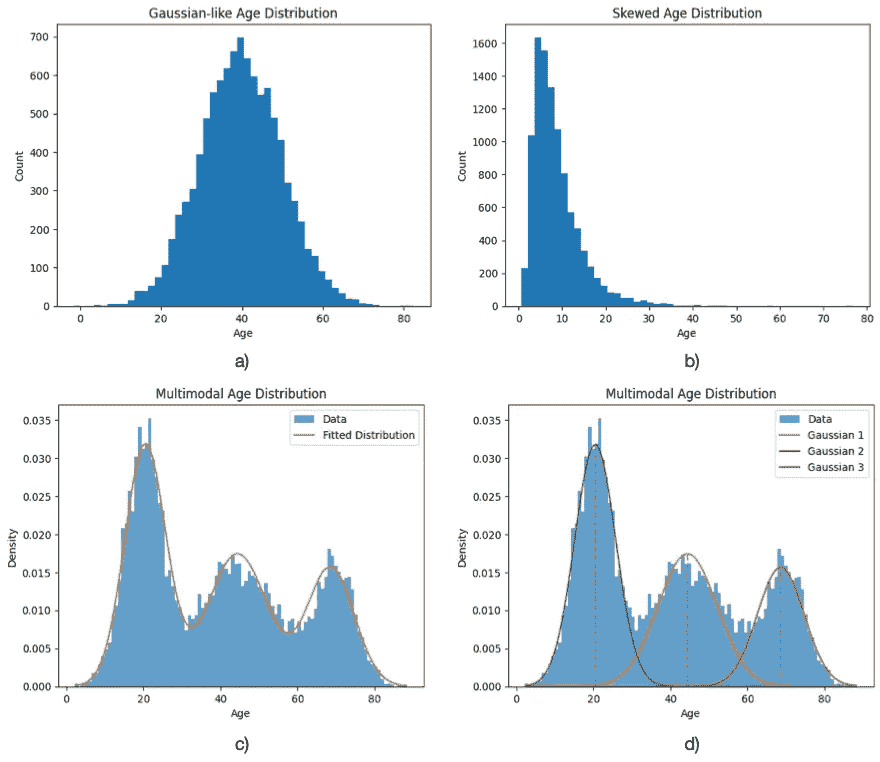 Gaussian-like Age Distribution
700
600
500
400
300
200
100
0
Count
0 20 40 60 80
Age
a)
Skewed Age Distribution
1600
1400
1200
1000
800
600
400
200
0
Count
0 10 20 30 40 50 60 70 80
Age
b)
Multimodal Age Distribution
0.035
0.030
0.025
0.020
0.015
0.010
0.005
0.000
Density
Data
Fitted Distribution
0 20 40 60 80
Age
c)
Multimodal Age Distribution
0.035
0.030
0.025
0.020
0.015
0.010
0.005
0.000
Density
Data
Gaussian 1
Gaussian 2
Gaussian 3
0 20 40 60 80
Age
d)